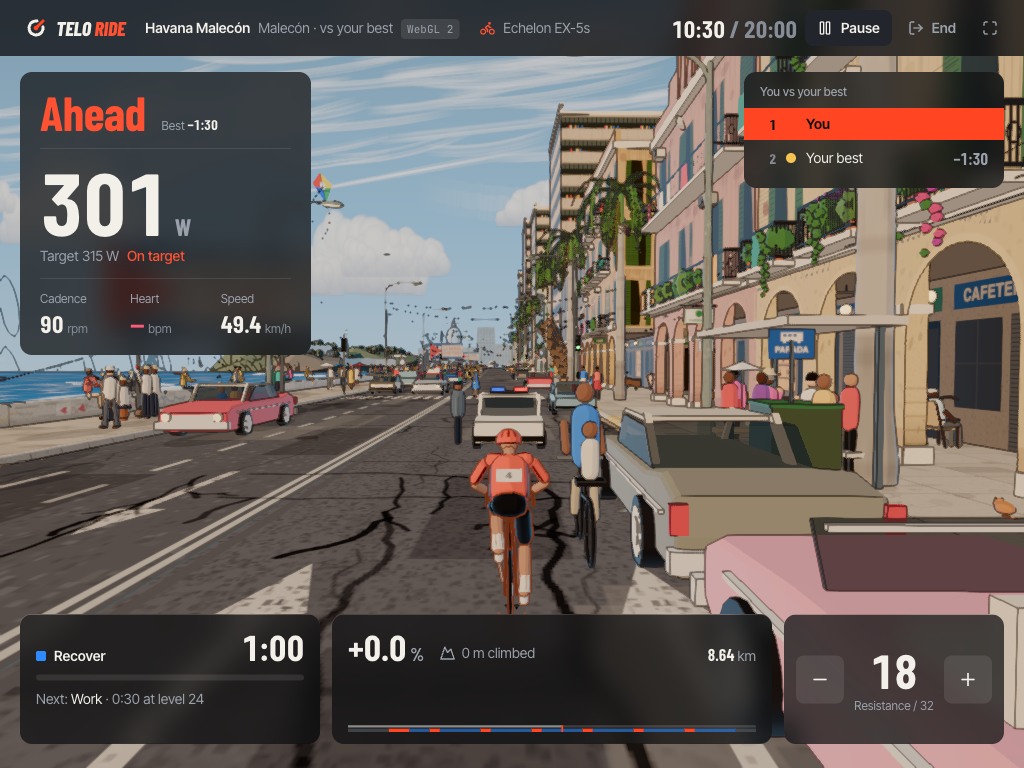 TELO RIDE Havana Malecón Malecón · vs your best WebGL 2 Echelon EX-5s 10:30 / 20:00 Pause End
Ahead Best −1:30
301 W
Target 315 W On target
Cadence Heart Speed
90 rpm — bpm 49.4 km/h
You vs your best
1 You
2 Your best −1:30
CAFETE
PARADA
4
Recover 1:00
Next: Work · 0:30 at level 24
+0.0 % 0 m climbed 8.64 km
− 18 +
Resistance / 32